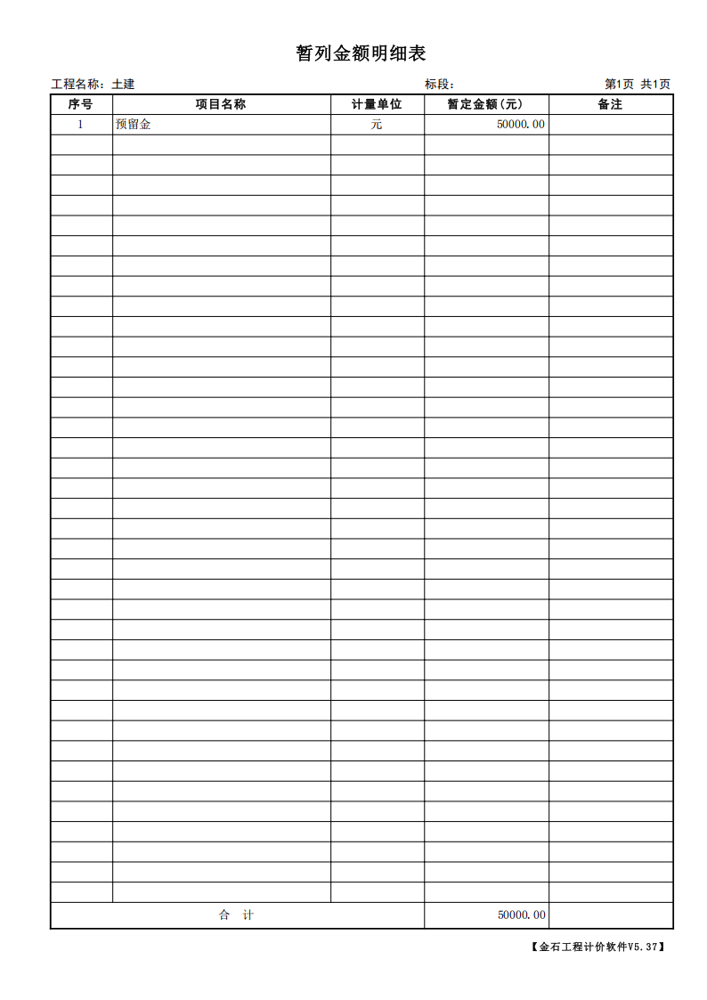 暂列金额明细表
工程名称: 土建 标段: 第1页 共1页
序号 项目名称 计量单位 暂定金额(元) 备注
1 预留金 元 50000.00
合 计 50000.00
【金石工程计价软件V5.37】